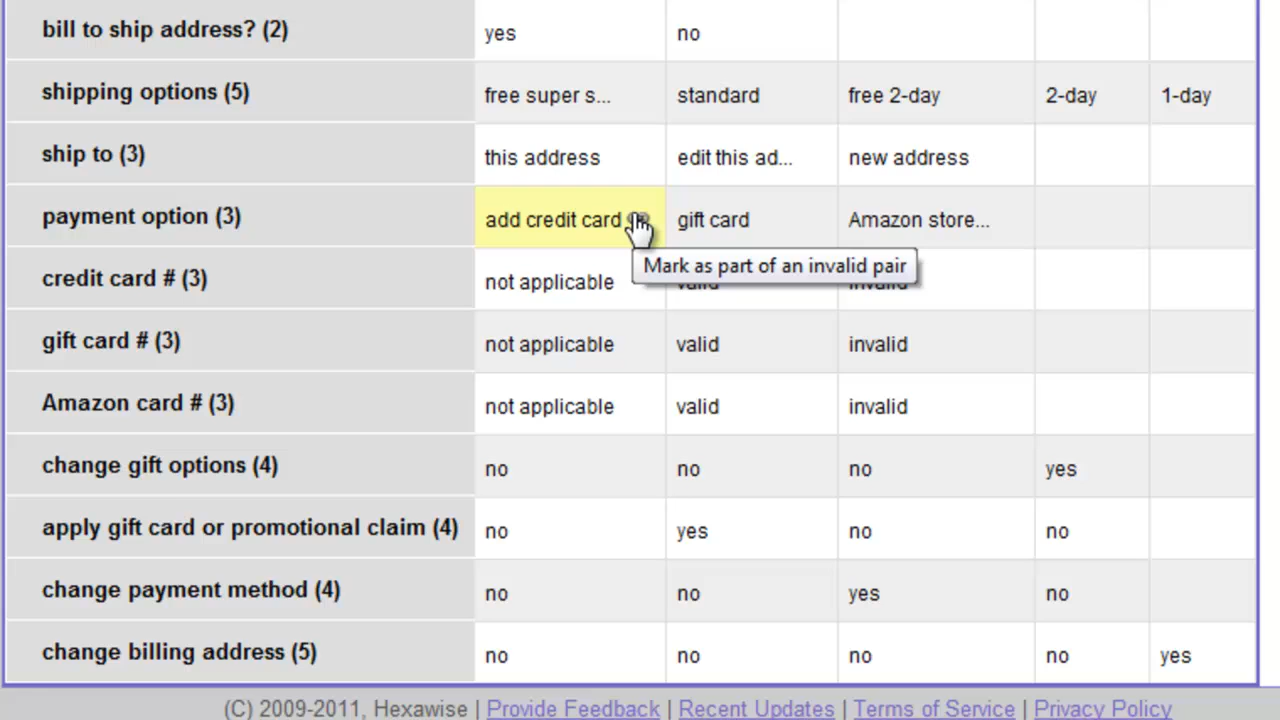 bill to ship address? (2) yes no
shipping options (5) free super s... standard free 2-day 2-day 1-day
ship to (3) this address edit this ad... new address
payment option (3) add credit card gift card Amazon store...
Mark as part of an invalid pair
credit card # (3) not applicable valid invalid
gift card # (3) not applicable valid invalid
Amazon card # (3) not applicable valid invalid
change gift options (4) no no no yes
apply gift card or promotional claim (4) no yes no no
change payment method (4) no no yes no
change billing address (5) no no no no yes
(C) 2009-2011, Hexawise | Provide Feedback | Recent Updates | Terms of Service | Privacy Policy